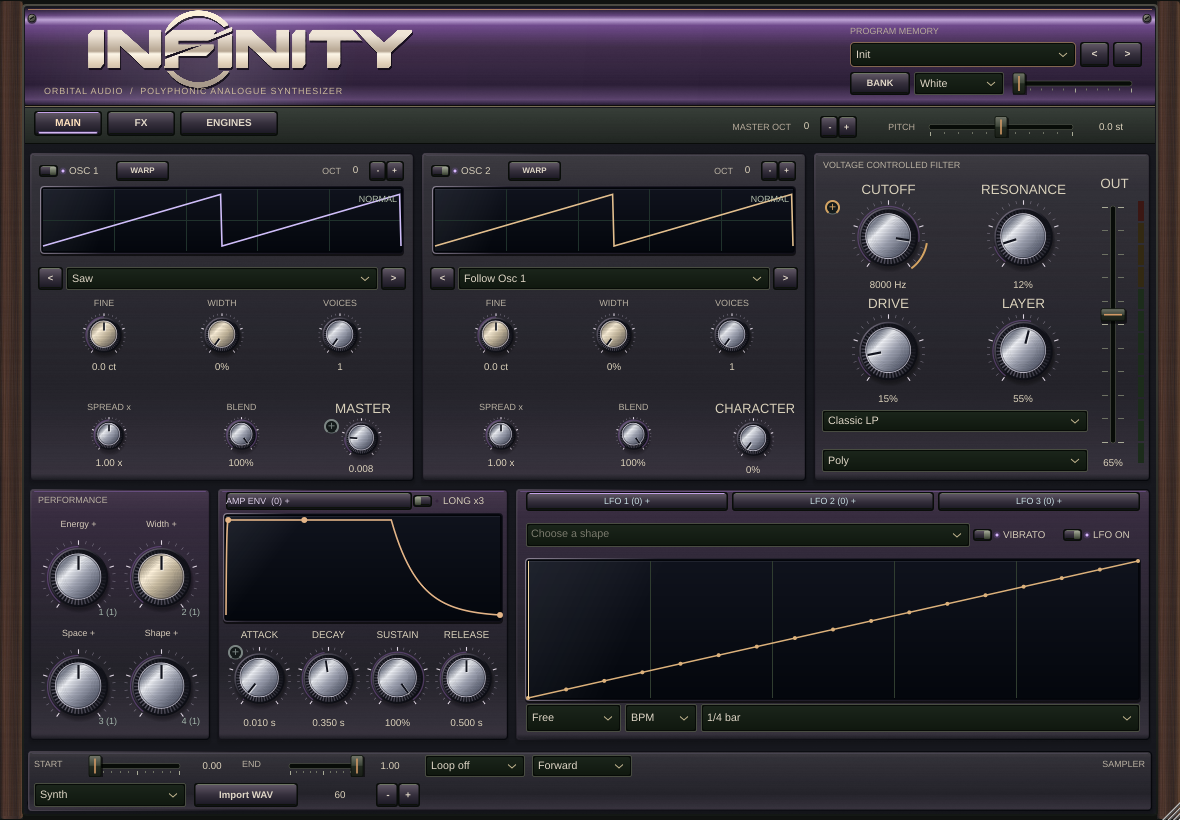 INFINITY
ORBITAL AUDIO / POLYPHONIC ANALOGUE SYNTHESIZER
PROGRAM MEMORY
Init
< >
BANK White
MAIN FX ENGINES
MASTER OCT 0 - + PITCH 0.0 st
OSC 1 WARP OCT 0 - +
NORMAL
< Saw >
FINE WIDTH VOICES
0.0 ct 0% 1
SPREAD x BLEND MASTER
+
1.00 x 100% 0.008
OSC 2 WARP OCT 0 - +
NORMAL
< Follow Osc 1 >
FINE WIDTH VOICES
0.0 ct 0% 1
SPREAD x BLEND CHARACTER
1.00 x 100% 0%
VOLTAGE CONTROLLED FILTER
CUTOFF RESONANCE OUT
+
8000 Hz 12%
DRIVE LAYER
15% 55%
Classic LP
Poly
65%
PERFORMANCE
Energy + Width +
1 (1) 2 (1)
Space + Shape +
3 (1) 4 (1)
AMP ENV (0) + LONG x3
ATTACK DECAY SUSTAIN RELEASE
+
0.010 s 0.350 s 100% 0.500 s
LFO 1 (0) + LFO 2 (0) + LFO 3 (0) +
Choose a shape VIBRATO LFO ON
Free BPM 1/4 bar
START 0.00 END 1.00 Loop off Forward SAMPLER
Synth Import WAV 60 - +